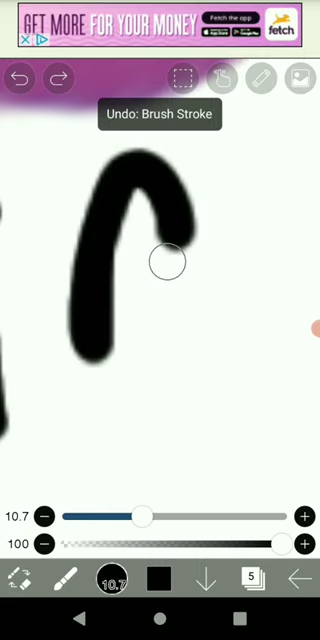 GET MORE FOR YOUR MONEY
Fetch the app
fetch
Undo: Brush Stroke
10.7
100
10.7
5